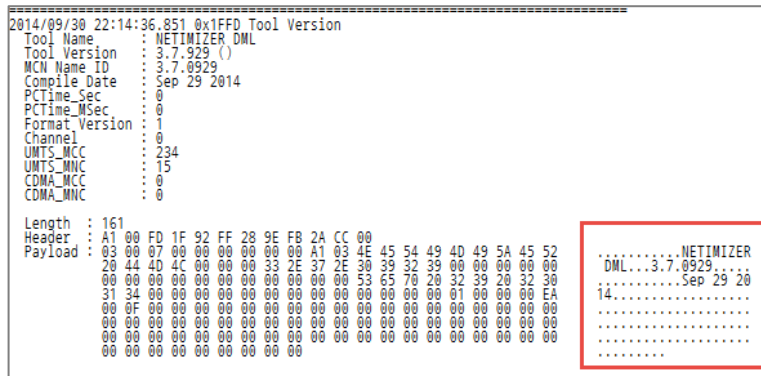 2014/09/30 22:14:36.851 0x1FFD Tool Version
Tool Name : NETIMIZER DML
Tool Version : 3.7.929 ()
MCN Name ID : 3.7.0929
Compile Date : Sep 29 2014
PCTime_Sec : 0
PCTime_MSec : 0
Format_Version : 1
Channel : 0
UMTS_MCC : 234
UMTS_MNC : 15
CDMA_MCC : 0
CDMA_MNC : 0
Length : 161
Header : A1 00 FD 1F 92 FF 28 9E FB 2A CC 00
Payload : 03 00 07 00 00 00 00 00 00 A1 03 4E 45 54 49 4D 49 5A 45 52 ...........NETIMIZER
20 44 4D 4C 00 00 00 33 2E 37 2E 30 39 32 39 00 00 00 00 00 DML...3.7.0929.....
00 00 00 00 00 00 00 00 00 00 00 53 65 70 20 32 39 20 32 30 ...........Sep 29 20
31 34 00 00 00 00 00 00 00 00 00 00 00 00 00 01 00 00 00 EA 14..................
00 0F 00 00 00 00 00 00 00 00 00 00 00 00 00 00 00 00 00 00 ....................
00 00 00 00 00 00 00 00 00 00 00 00 00 00 00 00 00 00 00 00 ....................
00 00 00 00 00 00 00 00 00 00 00 00 00 00 00 00 00 00 00 00 ....................
00 00 00 00 00 00 00 00 00 .........